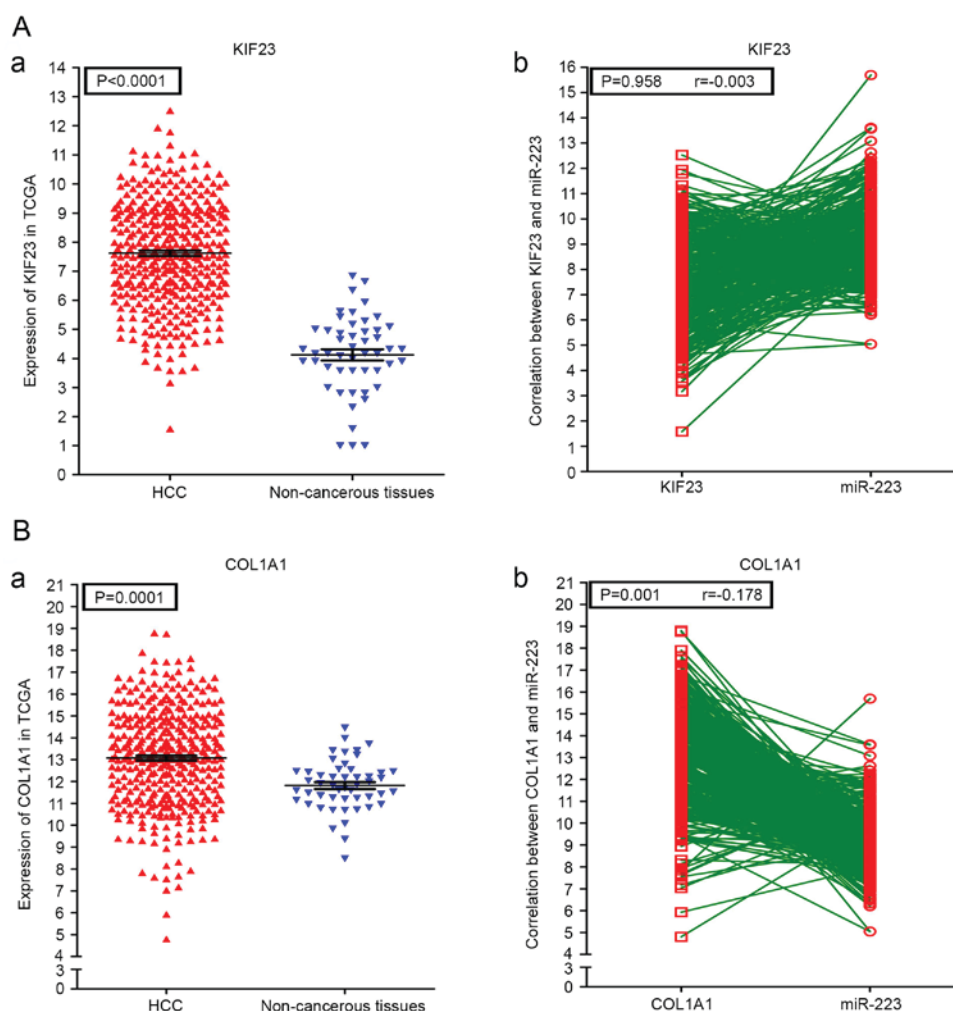 A
KIF23
a
P<0.0001
Expression of KIF23 in TCGA
14
13
12
11
10
9
8
7
6
5
4
3
2
1
0
HCC
Non-cancerous tissues
KIF23
b
P=0.958 r=-0.003
Correlation between KIF23 and miR-223
16
15
14
13
12
11
10
9
8
7
6
5
4
3
2
1
0
KIF23
miR-223
B
COL1A1
a
P=0.0001
Expression of COL1A1 in TCGA
21
20
19
18
17
16
15
14
13
12
11
10
9
8
7
6
5
4
3
0
HCC
Non-cancerous tissues
COL1A1
b
P=0.001 r=-0.178
Correlation between COL1A1 and miR-223
21
20
19
18
17
16
15
14
13
12
11
10
9
8
7
6
5
4
3
0
COL1A1
miR-223